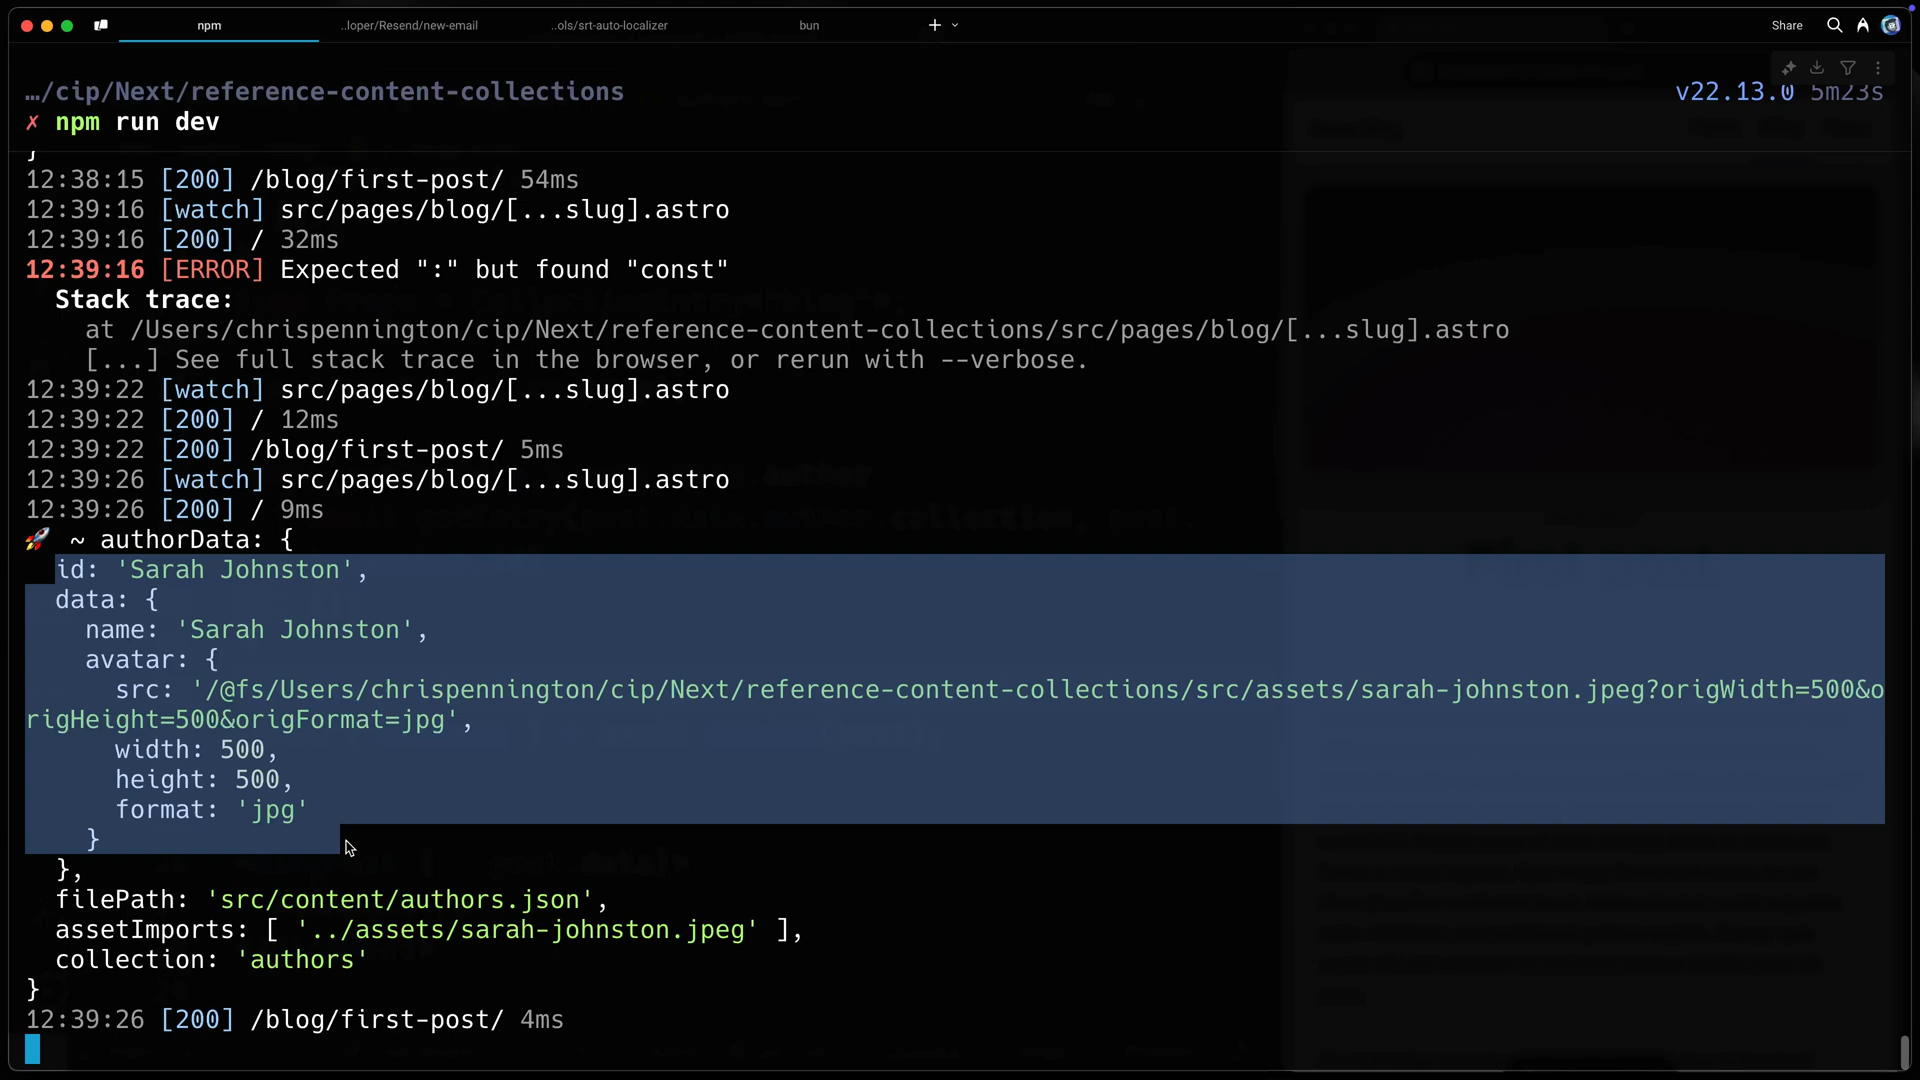 npm
..loper/Resend/new-email
..ols/srt-auto-localizer
bun
Share
…/cip/Next/reference-content-collections
v22.13.0 5m23s
✗ npm run dev
}
12:38:15 [200] /blog/first-post/ 54ms
12:39:16 [watch] src/pages/blog/[...slug].astro
12:39:16 [200] / 32ms
12:39:16 [ERROR] Expected ":" but found "const"
Stack trace:
at /Users/chrispennington/cip/Next/reference-content-collections/src/pages/blog/[...slug].astro
[...] See full stack trace in the browser, or rerun with --verbose.
12:39:22 [watch] src/pages/blog/[...slug].astro
12:39:22 [200] / 12ms
12:39:22 [200] /blog/first-post/ 5ms
12:39:26 [watch] src/pages/blog/[...slug].astro
12:39:26 [200] / 9ms
🚀 ~ authorData: {
id: 'Sarah Johnston',
data: {
name: 'Sarah Johnston',
avatar: {
src: '/@fs/Users/chrispennington/cip/Next/reference-content-collections/src/assets/sarah-johnston.jpeg?origWidth=500&o
rigHeight=500&origFormat=jpg',
width: 500,
height: 500,
format: 'jpg'
}
},
filePath: 'src/content/authors.json',
assetImports: [ '../assets/sarah-johnston.jpeg' ],
collection: 'authors'
}
12:39:26 [200] /blog/first-post/ 4ms